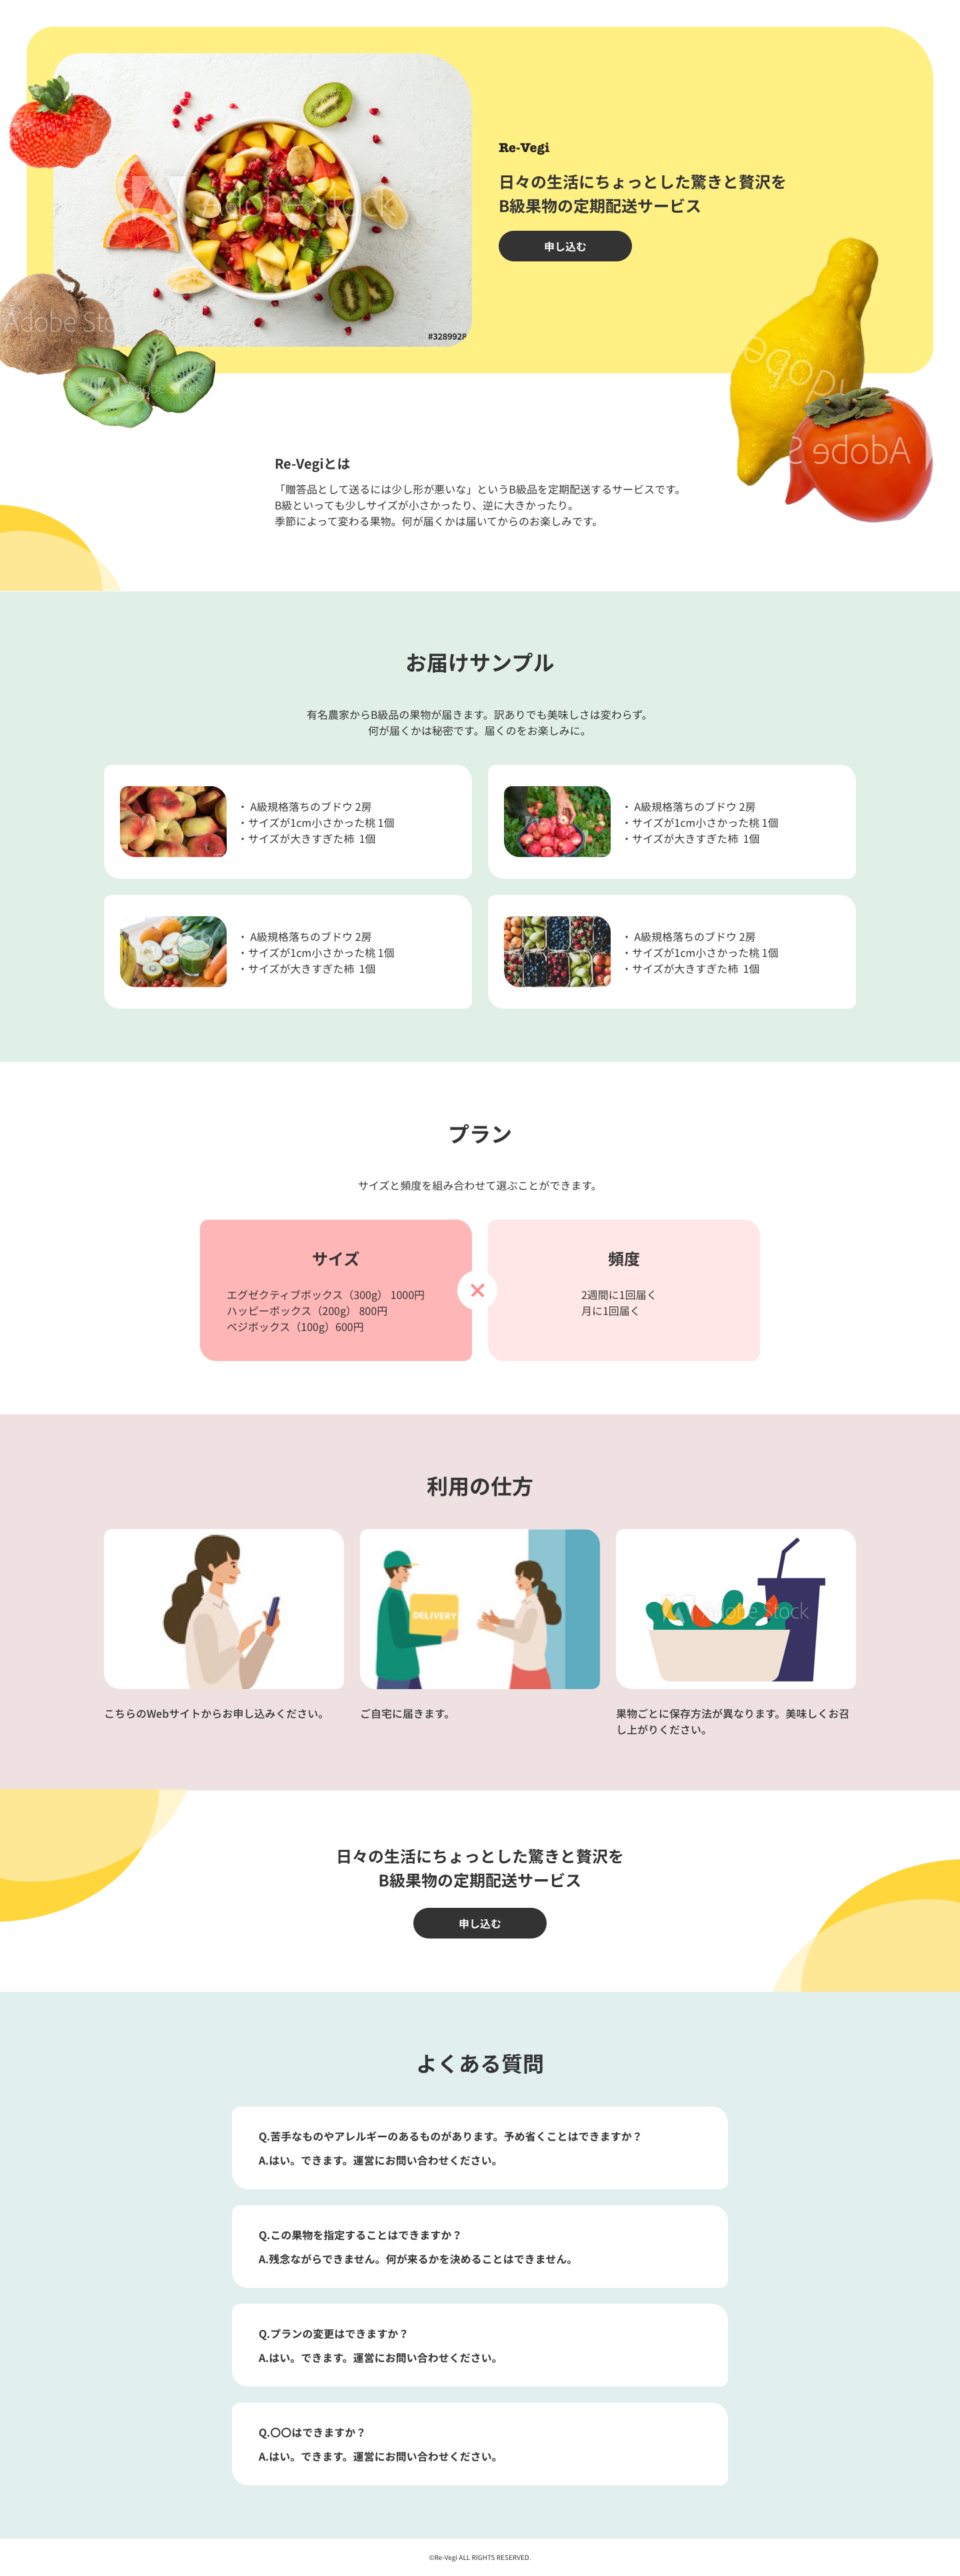 Re-Vegi
日々の生活にちょっとした驚きと贅沢を
B級果物の定期配送サービス
申し込む
Adobe Stock
#3289928
Adobe Sto
Adobe Stock
Adobe
Adobe S
Re-Vegiとは
「贈答品として送るには少し形が悪いな」というB級品を定期配送するサービスです。
B級といっても少しサイズが小さかったり、逆に大きかったり。
季節によって変わる果物。何が届くかは届いてからのお楽しみです。
お届けサンプル
有名農家からB級品の果物が届きます。訳ありでも美味しさは変わらず。
何が届くかは秘密です。届くのをお楽しみに。
・ A級規格落ちのブドウ 2房
・サイズが1cm小さかった桃 1個
・サイズが大きすぎた柿 1個
・ A級規格落ちのブドウ 2房
・サイズが1cm小さかった桃 1個
・サイズが大きすぎた柿 1個
・ A級規格落ちのブドウ 2房
・サイズが1cm小さかった桃 1個
・サイズが大きすぎた柿 1個
・ A級規格落ちのブドウ 2房
・サイズが1cm小さかった桃 1個
・サイズが大きすぎた柿 1個
プラン
サイズと頻度を組み合わせて選ぶことができます。
サイズ
エグゼクティブボックス（300g） 1000円
ハッピーボックス（200g） 800円
ベジボックス（100g）600円
頻度
2週間に1回届く
月に1回届く
利用の仕方
DELIVERY
Adobe Stock
こちらのWebサイトからお申し込みください。
ご自宅に届きます。
果物ごとに保存方法が異なります。美味しくお召
し上がりください。
日々の生活にちょっとした驚きと贅沢を
B級果物の定期配送サービス
申し込む
よくある質問
Q.苦手なものやアレルギーのあるものがあります。予め省くことはできますか？
A.はい。できます。運営にお問い合わせください。
Q.この果物を指定することはできますか？
A.残念ながらできません。何が来るかを決めることはできません。
Q.プランの変更はできますか？
A.はい。できます。運営にお問い合わせください。
Q.〇〇はできますか？
A.はい。できます。運営にお問い合わせください。
©Re-Vegi ALL RIGHTS RESERVED.